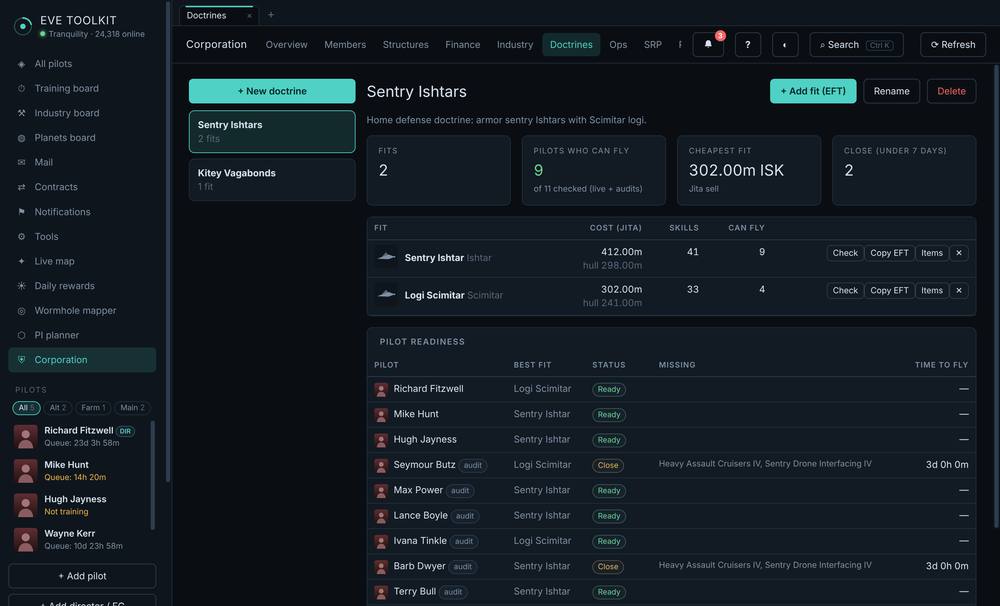 EVE TOOLKIT
Tranquility · 24,318 online
All pilots
Training board
Industry board
Planets board
Mail
Contracts
Notifications
Tools
Live map
Daily rewards
Wormhole mapper
PI planner
Corporation
PILOTS
All 5 Alt 2 Farm 1 Main 2
Richard Fitzwell DIR
Queue: 23d 3h 58m
Mike Hunt
Queue: 14h 20m
Hugh Jayness
Not training
Wayne Kerr
Queue: 10d 23h 58m
+ Add pilot
+ Add director / FC
Doctrines × +
Corporation Overview Members Structures Finance Industry Doctrines Ops SRP 3 ? Search Ctrl K Refresh
+ New doctrine
Sentry Ishtars
2 fits
Kitey Vagabonds
1 fit
Sentry Ishtars + Add fit (EFT) Rename Delete
Home defense doctrine: armor sentry Ishtars with Scimitar logi.
FITS
2
PILOTS WHO CAN FLY
9
of 11 checked (live + audits)
CHEAPEST FIT
302.00m ISK
Jita sell
CLOSE (UNDER 7 DAYS)
2
FIT COST (JITA) SKILLS CAN FLY
Sentry Ishtar Ishtar 412.00m 41 9 Check Copy EFT Items ✕
hull 298.00m
Logi Scimitar Scimitar 302.00m 33 4 Check Copy EFT Items ✕
hull 241.00m
PILOT READINESS
PILOT BEST FIT STATUS MISSING TIME TO FLY
Richard Fitzwell Logi Scimitar Ready —
Mike Hunt Sentry Ishtar Ready —
Hugh Jayness Sentry Ishtar Ready —
Seymour Butz audit Logi Scimitar Close Heavy Assault Cruisers IV, Sentry Drone Interfacing IV 3d 0h 0m
Max Power audit Sentry Ishtar Ready —
Lance Boyle audit Sentry Ishtar Ready —
Ivana Tinkle audit Logi Scimitar Ready —
Barb Dwyer audit Sentry Ishtar Close Heavy Assault Cruisers IV, Sentry Drone Interfacing IV 3d 0h 0m
Terry Bull audit Sentry Ishtar Ready —